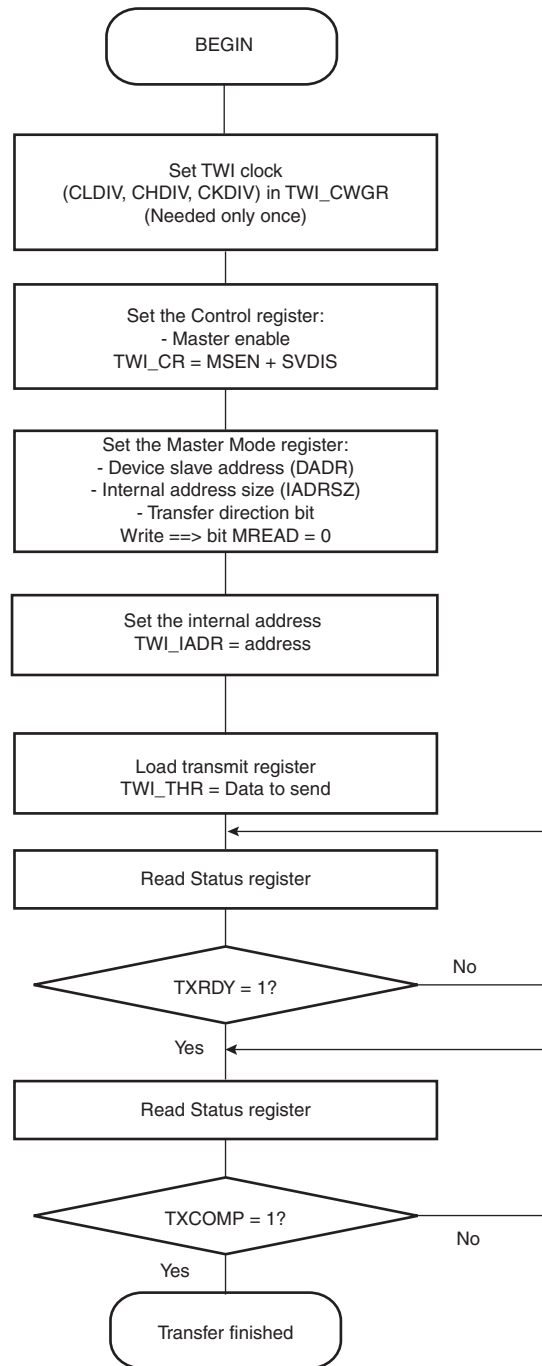 BEGIN
Set TWI clock
(CLDIV, CHDIV, CKDIV) in TWI_CWGR
(Needed only once)
Set the Control register:
- Master enable
TWI_CR = MSEN + SVDIS
Set the Master Mode register:
- Device slave address (DADR)
- Internal address size (IADRSZ)
- Transfer direction bit
Write ==> bit MREAD = 0
Set the internal address
TWI_IADR = address
Load transmit register
TWI_THR = Data to send
Read Status register
TXRDY = 1?
No
Yes
Read Status register
TXCOMP = 1?
No
Yes
Transfer finished